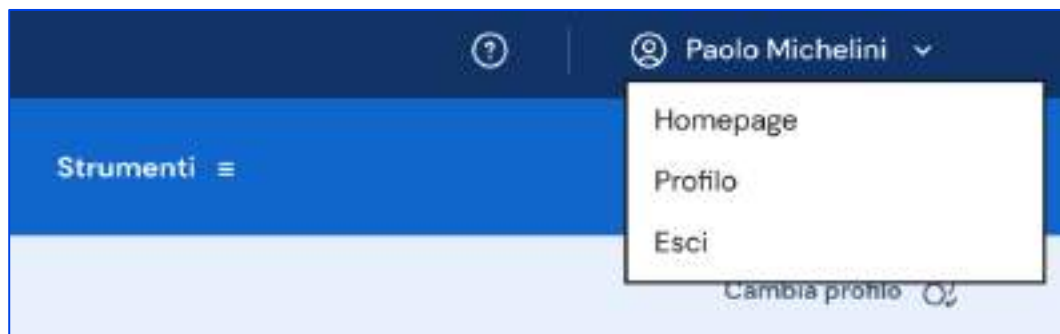 Paolo Michelini
Strumenti
Homepage
Profilo
Esci
Cambia profilo